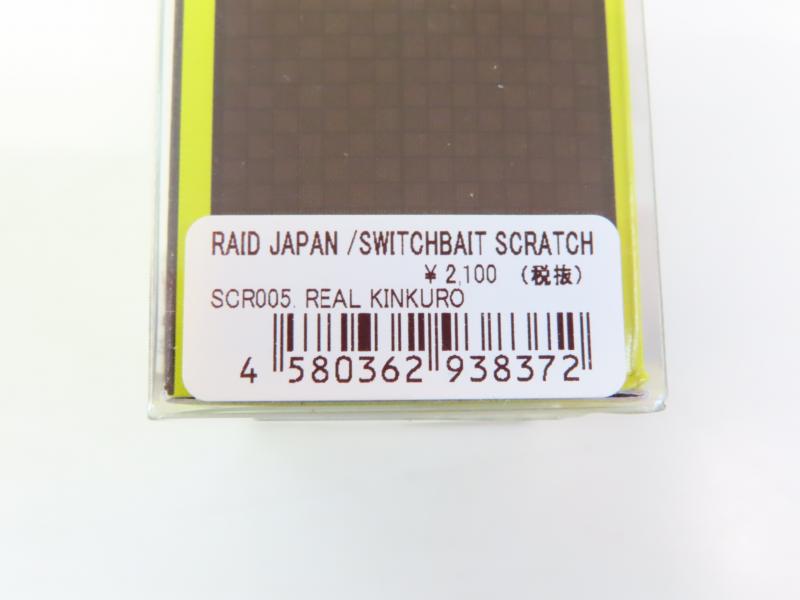 RAID JAPAN /SWITCHBAIT SCRATCH
¥ 2,100 (税抜)
SCR005. REAL KINKURO
4 580362 938372